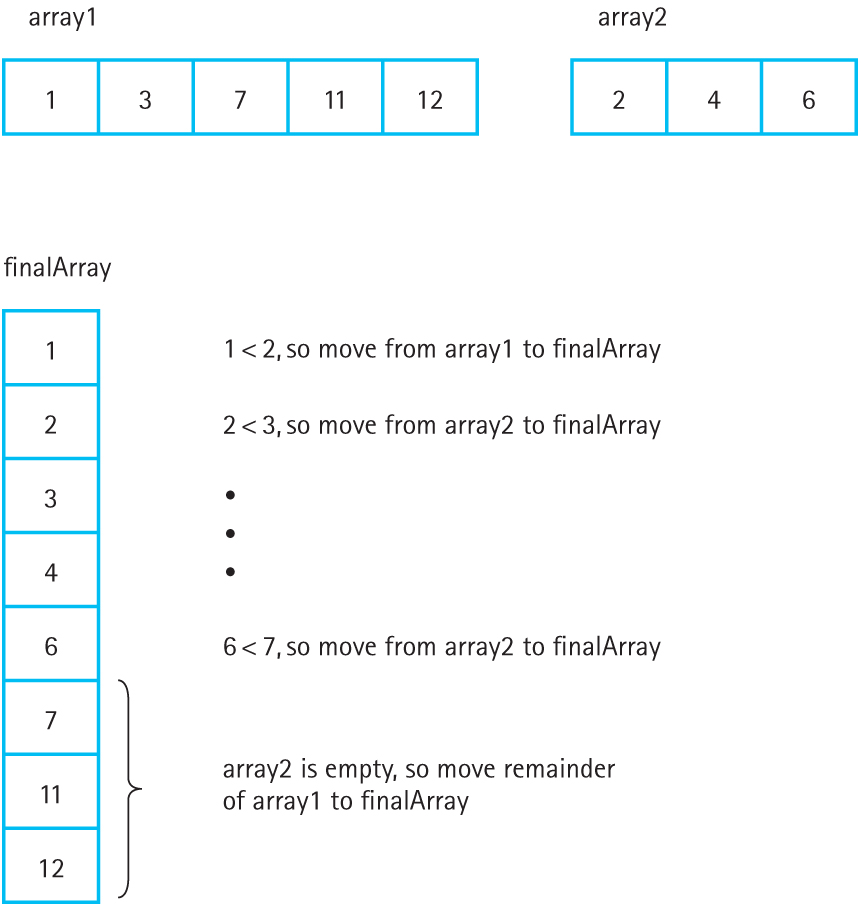 array1 array2
1 3 7 11 12 2 4 6
finalArray
1 1 < 2, so move from array1 to finalArray
2 2 < 3, so move from array2 to finalArray
3
4
6 6 < 7, so move from array2 to finalArray
7
array2 is empty, so move remainder
11
of array1 to finalArray
12